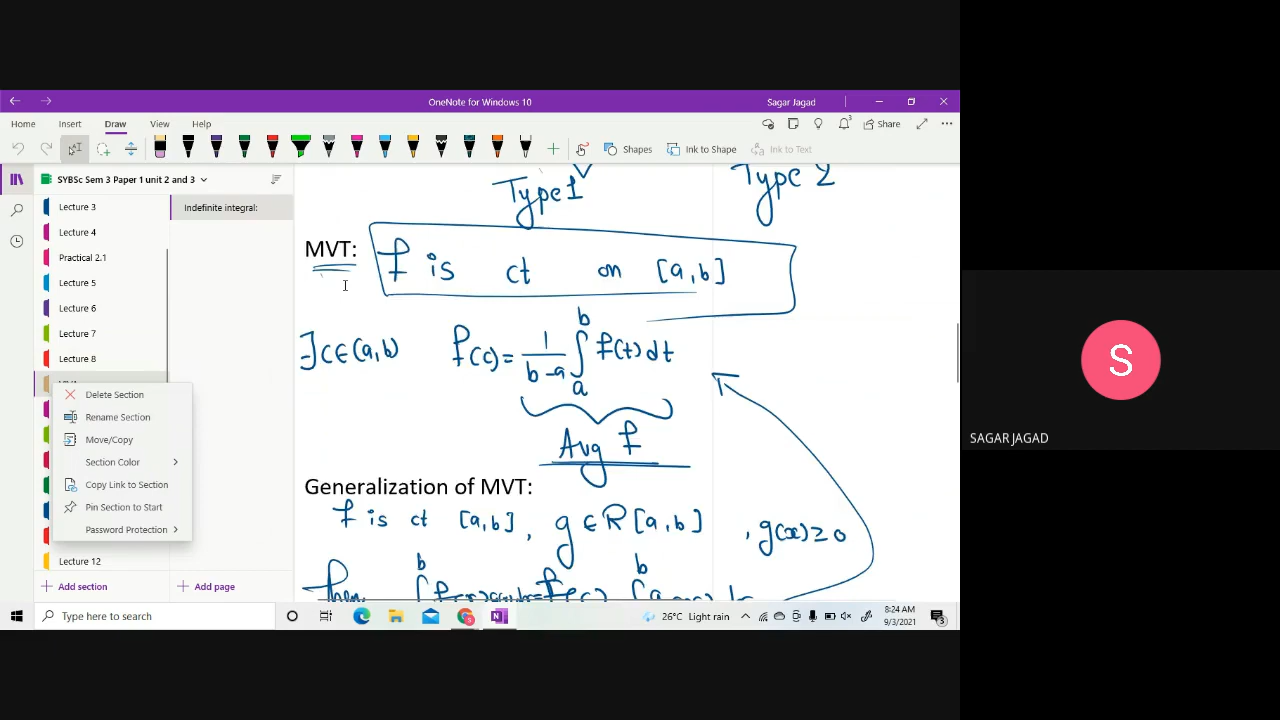 OneNote for Windows 10
Sagar Jagad
Home Insert Draw View Help
Share
Shapes
Ink to Shape
Ink to Text
SYBSc Sem 3 Paper 1 unit 2 and 3
Lecture 3
Lecture 4
Practical 2.1
Lecture 5
Lecture 6
Lecture 7
Lecture 8
Delete Section
Rename Section
Move/Copy
Section Color
Copy Link to Section
Pin Section to Start
Password Protection
Lecture 12
Add section
Indefinite integral:
Add page
Type 1 Type 2
MVT: f is ct on [a,b]
∃ c∈(a,b) f(c) = 1/(b-a) ∫_a^b f(t) dt
Avg f
Generalization of MVT:
f is ct [a,b], g ∈ R[a,b], g(x) ≥ 0
then
Type here to search
26°C Light rain
8:24 AM
9/3/2021
3
S
SAGAR JAGAD